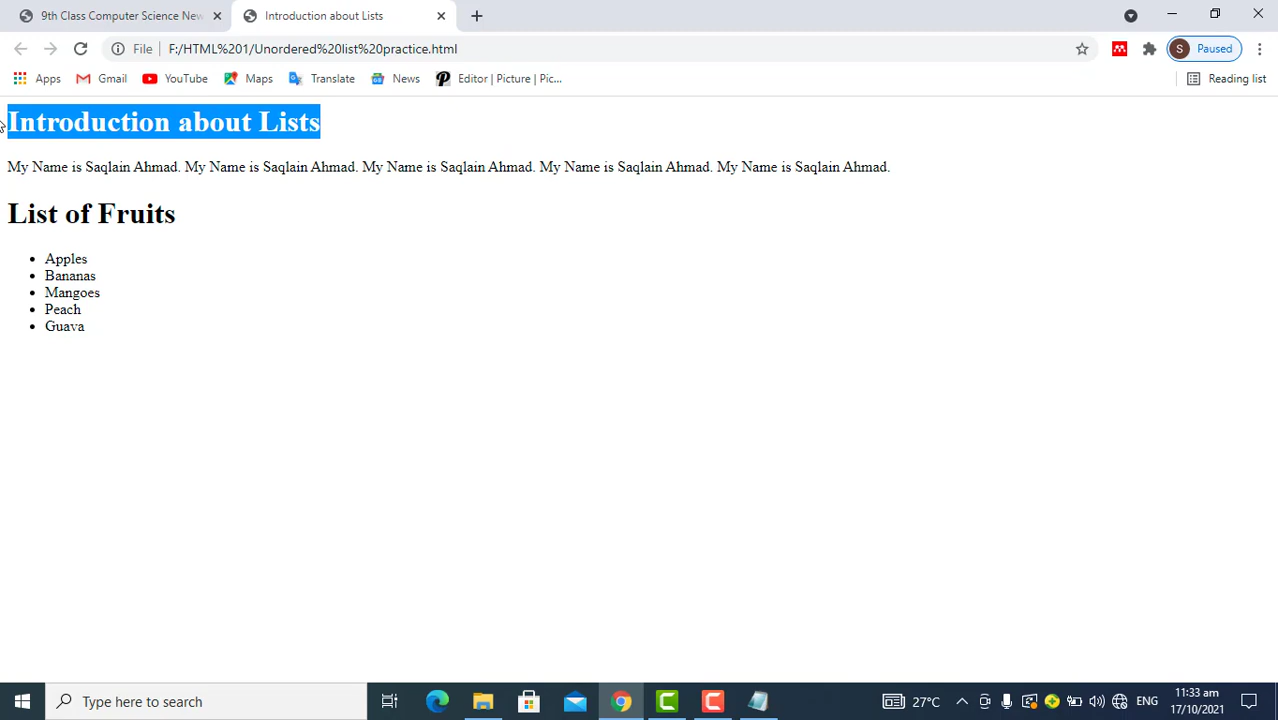 9th Class Computer Science New
Introduction about Lists
File F:/HTML%201/Unordered%20list%20practice.html
S Paused
Apps Gmail YouTube Maps Translate News Editor | Picture | Pic... Reading list
Introduction about Lists
My Name is Saqlain Ahmad. My Name is Saqlain Ahmad. My Name is Saqlain Ahmad. My Name is Saqlain Ahmad. My Name is Saqlain Ahmad.
List of Fruits
• Apples
• Bananas
• Mangoes
• Peach
• Guava
Type here to search
27°C
ENG
11:33 am
17/10/2021